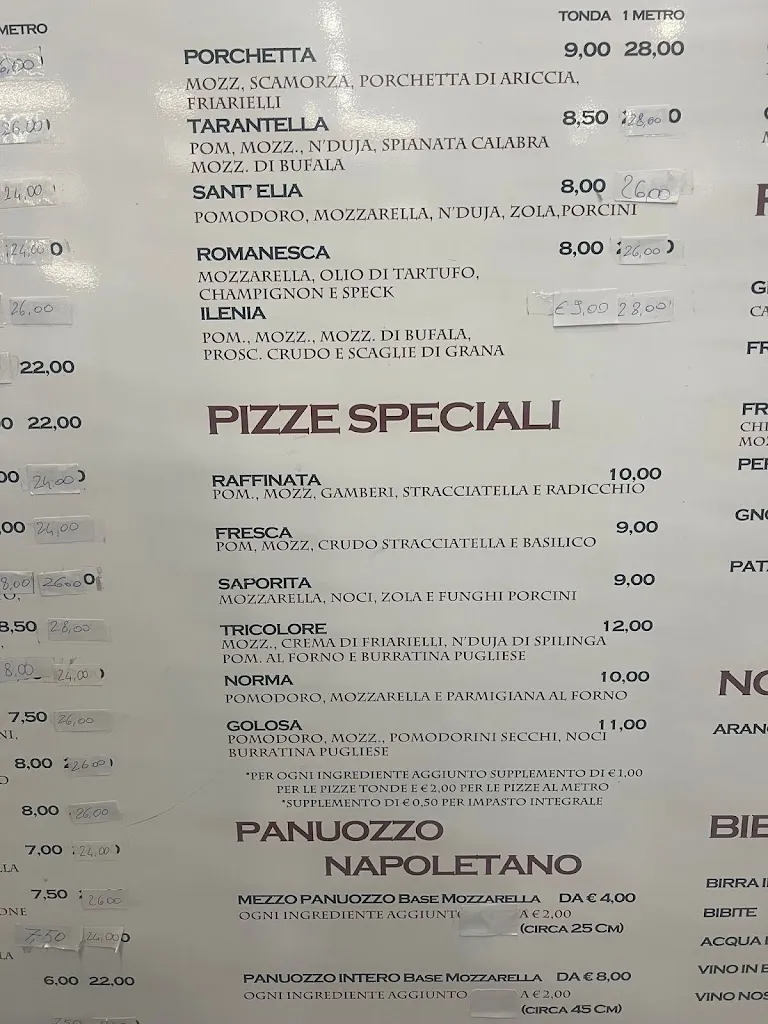 METRO
6,00
26,00
24,00
24,00
26,00
22,00
22,00
24,00
24,00
8,00 26,00
8,50 28,00
8,00 24,00
7,50 26,00
NI,
8,00 26,00
8,00 26,00
7,00 24,00
LLA
7,50 26,00
ONE
7,50 24,00
LA
6,00 22,00
TONDA 1 METRO
PORCHETTA 9,00 28,00
MOZZ, SCAMORZA, PORCHETTA DI ARICCIA,
FRIARIELLI
TARANTELLA 8,50 28,00
POM, MOZZ., N'DUJA, SPIANATA CALABRA
MOZZ. DI BUFALA
SANT' ELIA 8,00 26,00
POMODORO, MOZZARELLA, N'DUJA, ZOLA,PORCINI
ROMANESCA 8,00 26,00
MOZZARELLA, OLIO DI TARTUFO,
CHAMPIGNON E SPECK
ILENIA € 9,00 28,00
POM., MOZZ., MOZZ. DI BUFALA,
PROSC. CRUDO E SCAGLIE DI GRANA
PIZZE SPECIALI
RAFFINATA 10,00
POM., MOZZ, GAMBERI, STRACCIATELLA E RADICCHIO
FRESCA 9,00
POM, MOZZ, CRUDO STRACCIATELLA E BASILICO
SAPORITA 9,00
MOZZARELLA, NOCI, ZOLA E FUNGHI PORCINI
TRICOLORE 12,00
MOZZ., CREMA DI FRIARIELLI, N'DUJA DI SPILINGA
POM. AL FORNO E BURRATINA PUGLIESE
NORMA 10,00
POMODORO, MOZZARELLA E PARMIGIANA AL FORNO
GOLOSA 11,00
POMODORO, MOZZ., POMODORINI SECCHI, NOCI
BURRATINA PUGLIESE
*PER OGNI INGREDIENTE AGGIUNTO SUPPLEMENTO DI € 1,00
PER LE PIZZE TONDE E € 2,00 PER LE PIZZE AL METRO
*SUPPLEMENTO DI € 0,50 PER IMPASTO INTEGRALE
PANUOZZO
NAPOLETANO
MEZZO PANUOZZO BASE MOZZARELLA DA € 4,00
OGNI INGREDIENTE AGGIUNTO A € 2,00
(CIRCA 25 CM)
PANUOZZO INTERO BASE MOZZARELLA DA € 8,00
OGNI INGREDIENTE AGGIUNTO A € 2,00
(CIRCA 45 CM)
FR
FR
CHI
MOZ
PER
GNO
PATA
NO
ARANC
BIB
BIRRA I
BIBITE
ACQUA
VINO IN B
VINO NOS